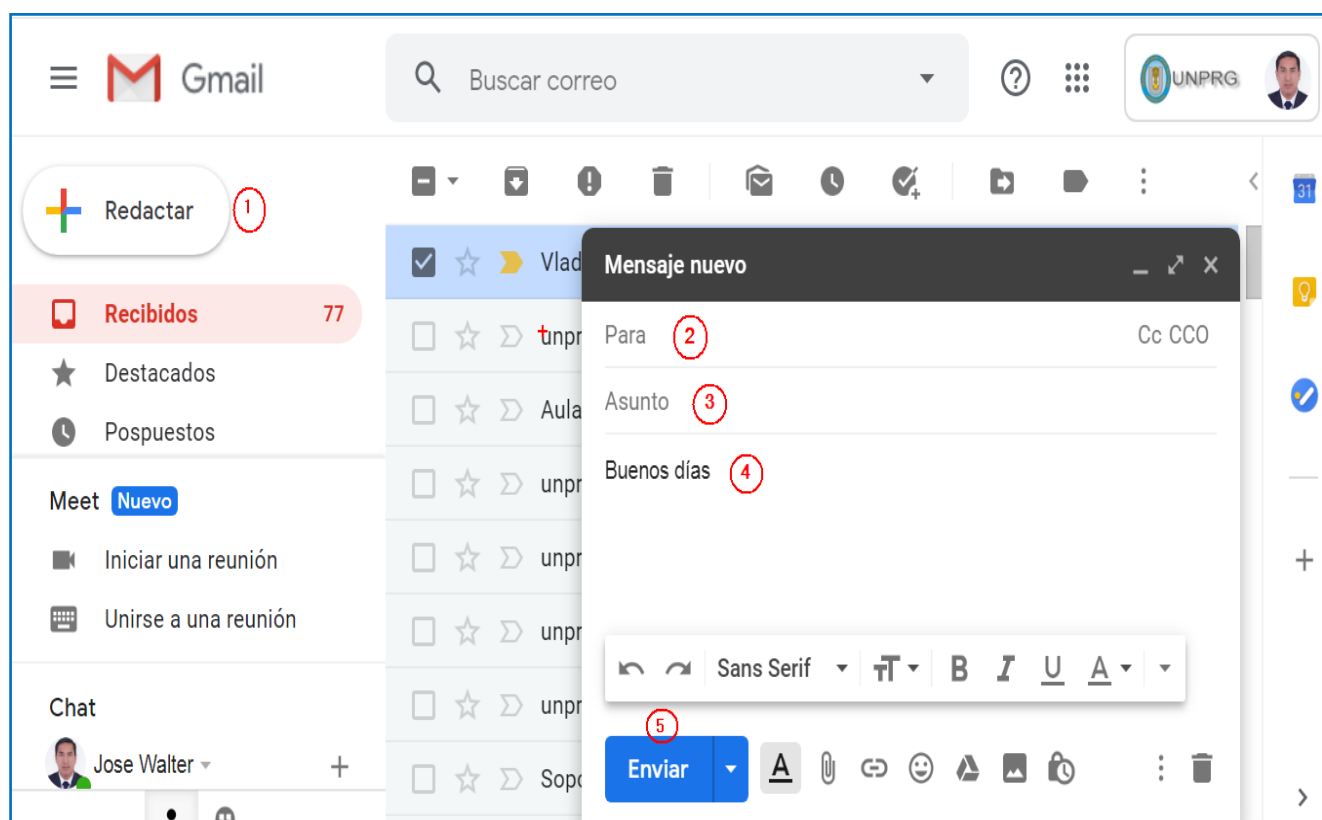 Gmail
Buscar correo
UNPRG
Redactar
1
Recibidos 77
Destacados
Pospuestos
Meet Nuevo
Iniciar una reunión
Unirse a una reunión
Chat
Jose Walter
Vlad
unpr
Aula
unpr
unpr
unpr
unpr
Sopo
Mensaje nuevo
Para 2 Cc CCO
Asunto 3
Buenos días 4
Sans Serif
B I U A
5
Enviar A
31